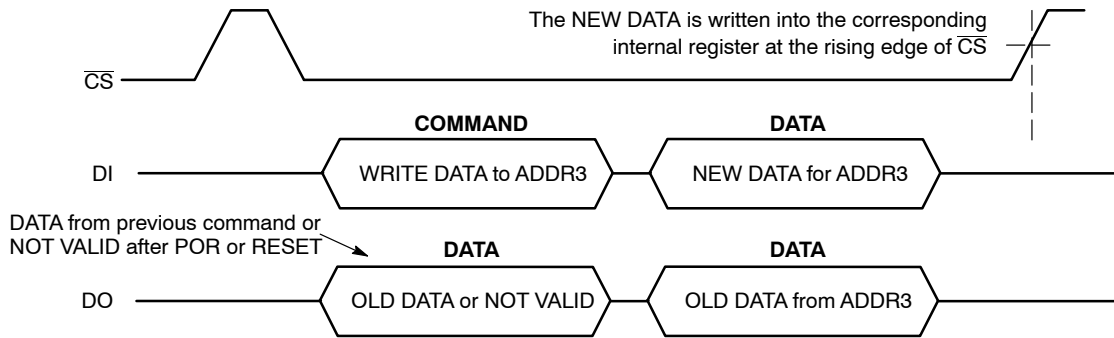 The NEW DATA is written into the corresponding
internal register at the rising edge of C̅S̅
C̅S̅
COMMAND
DATA
DI
WRITE DATA to ADDR3
NEW DATA for ADDR3
DATA from previous command or
NOT VALID after POR or RESET
DATA
DATA
DO
OLD DATA or NOT VALID
OLD DATA from ADDR3